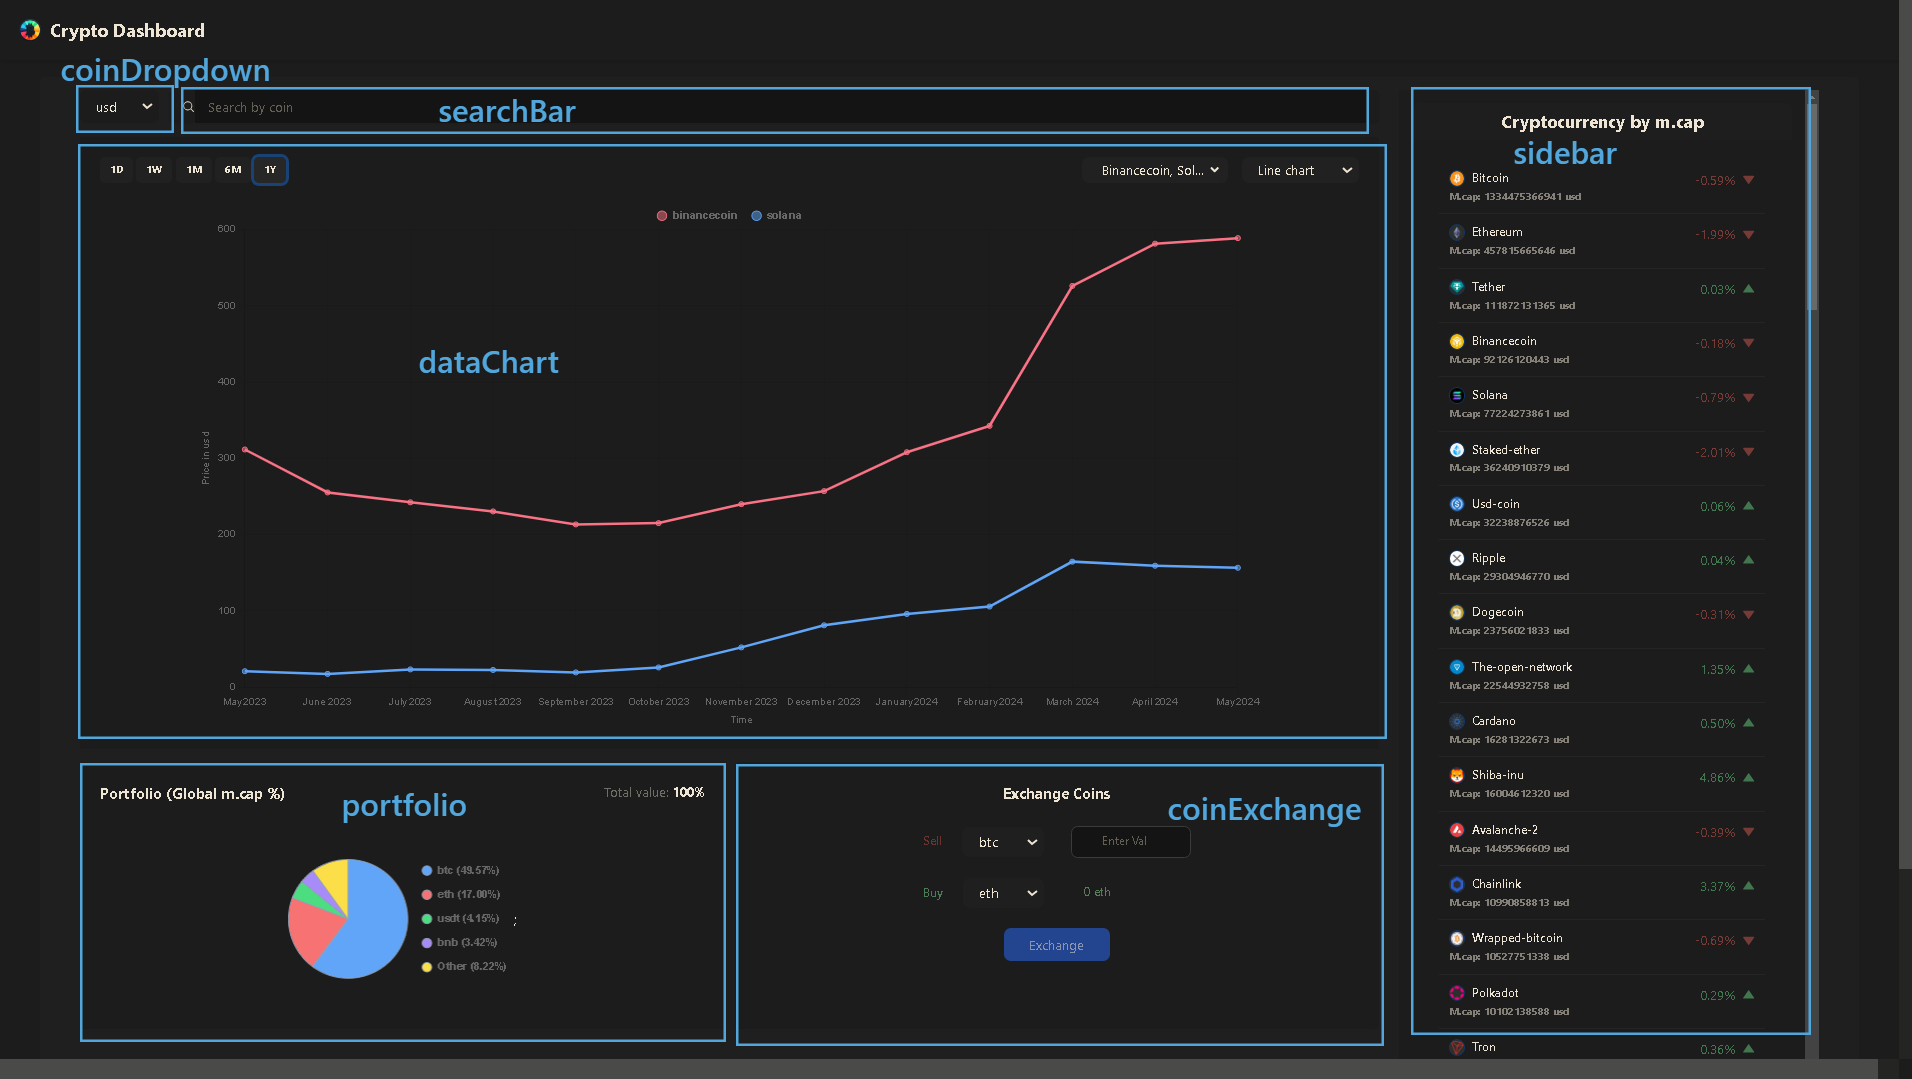 Crypto Dashboard
coinDropdown
usd
Search by coin
searchBar
1D 1W 1M 6M 1Y
Binancecoin, Sol...
Line chart
binancecoin solana
600
500
400
300
200
100
0
Price in usd
dataChart
May 2023 June 2023 July 2023 August 2023 September 2023 October 2023 November 2023 December 2023 January 2024 February 2024 March 2024 April 2024 May 2024
Time
Portfolio (Global m.cap %)
Total value: 100%
portfolio
btc (49.57%)
eth (17.00%)
usdt (4.15%)
;
bnb (3.42%)
Other (8.22%)
Exchange Coins
coinExchange
Sell btc Enter Val
Buy eth 0 eth
Exchange
Cryptocurrency by m.cap
sidebar
Bitcoin -0.59%
M.cap: 1334475366941 usd
Ethereum -1.99%
M.cap: 457815665646 usd
Tether 0.03%
M.cap: 111872131365 usd
Binancecoin -0.18%
M.cap: 92126120443 usd
Solana -0.79%
M.cap: 77224273861 usd
Staked-ether -2.01%
M.cap: 36240910379 usd
Usd-coin 0.06%
M.cap: 32238876526 usd
Ripple 0.04%
M.cap: 29304946770 usd
Dogecoin -0.31%
M.cap: 23756021833 usd
The-open-network 1.35%
M.cap: 22544932758 usd
Cardano 0.50%
M.cap: 16281322673 usd
Shiba-inu 4.86%
M.cap: 16004612320 usd
Avalanche-2 -0.39%
M.cap: 14495966609 usd
Chainlink 3.37%
M.cap: 10990858813 usd
Wrapped-bitcoin -0.69%
M.cap: 10527751338 usd
Polkadot 0.29%
M.cap: 10102138588 usd
Tron 0.36%